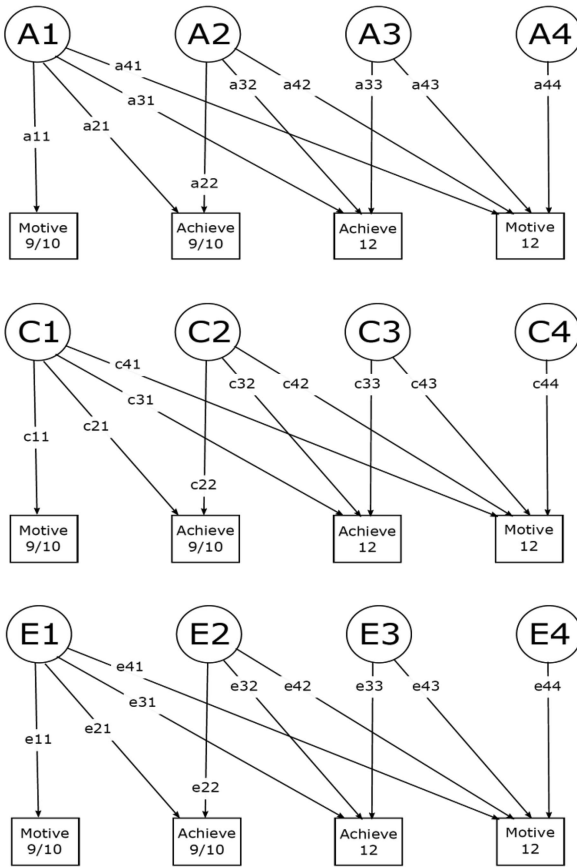 A1 A2 A3 A4
a41
a31 a32 a42 a33 a43 a44
a11 a21
a22
Motive Achieve Achieve Motive
9/10 9/10 12 12
C1 C2 C3 C4
c41
c31 c32 c42 c33 c43 c44
c11 c21
c22
Motive Achieve Achieve Motive
9/10 9/10 12 12
E1 E2 E3 E4
e41
e31 e32 e42 e33 e43 e44
e11 e21
e22
Motive Achieve Achieve Motive
9/10 9/10 12 12